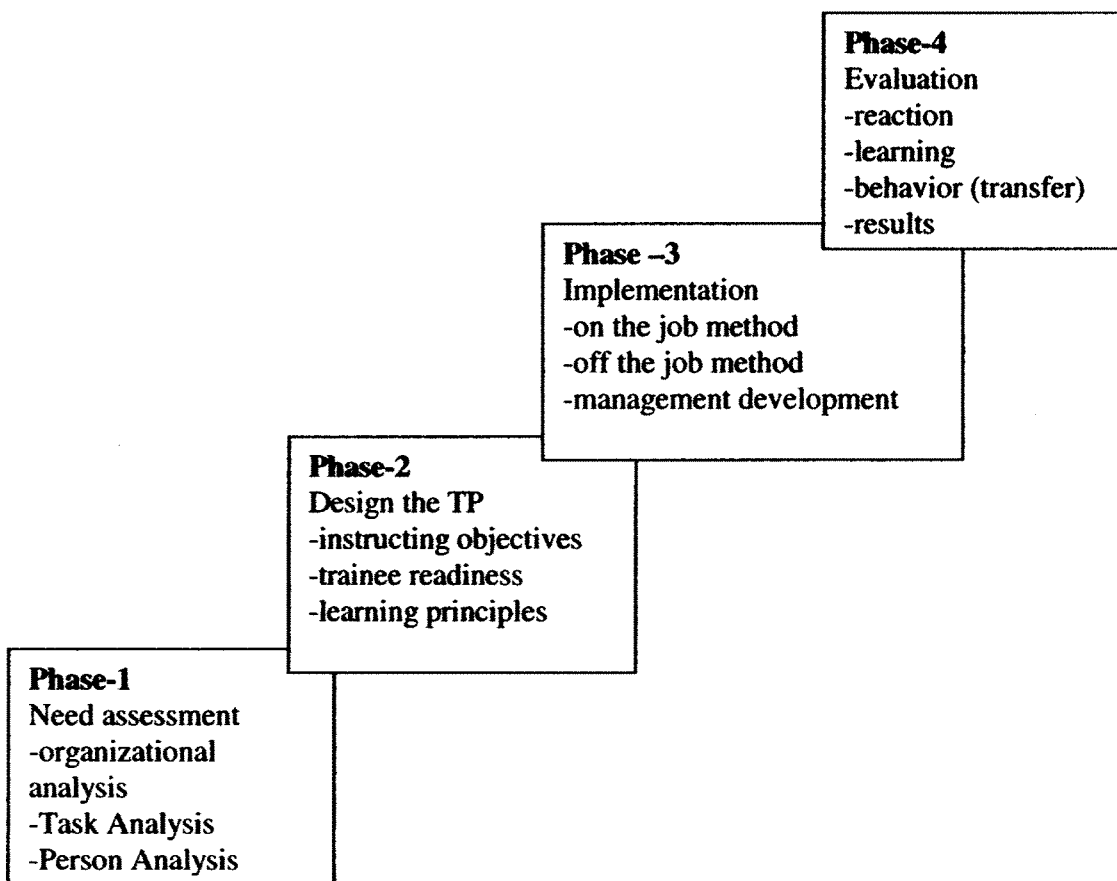 Phase-4
Evaluation
-reaction
-learning
-behavior (transfer)
-results
Phase –3
Implementation
-on the job method
-off the job method
-management development
Phase-2
Design the TP
-instructing objectives
-trainee readiness
-learning principles
Phase-1
Need assessment
-organizational
analysis
-Task Analysis
-Person Analysis